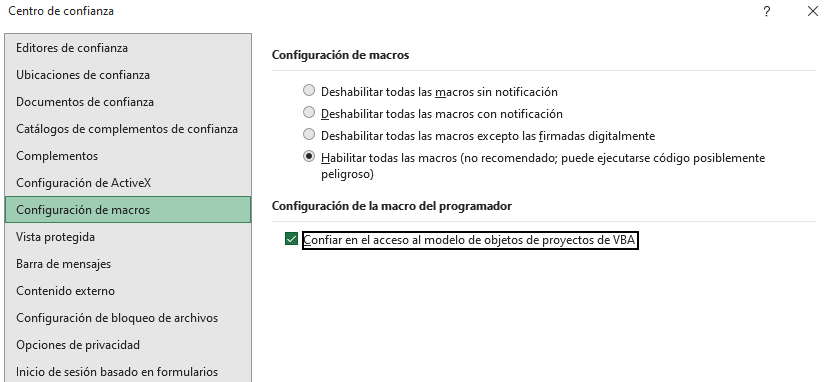 Centro de confianza
? ×
Editores de confianza
Ubicaciones de confianza
Documentos de confianza
Catálogos de complementos de confianza
Complementos
Configuración de ActiveX
Configuración de macros
Vista protegida
Barra de mensajes
Contenido externo
Configuración de bloqueo de archivos
Opciones de privacidad
Inicio de sesión basado en formularios
Configuración de macros
Deshabilitar todas las macros sin notificación
Deshabilitar todas las macros con notificación
Deshabilitar todas las macros excepto las firmadas digitalmente
Habilitar todas las macros (no recomendado; puede ejecutarse código posiblemente
peligroso)
Configuración de la macro del programador
Confiar en el acceso al modelo de objetos de proyectos de VBA